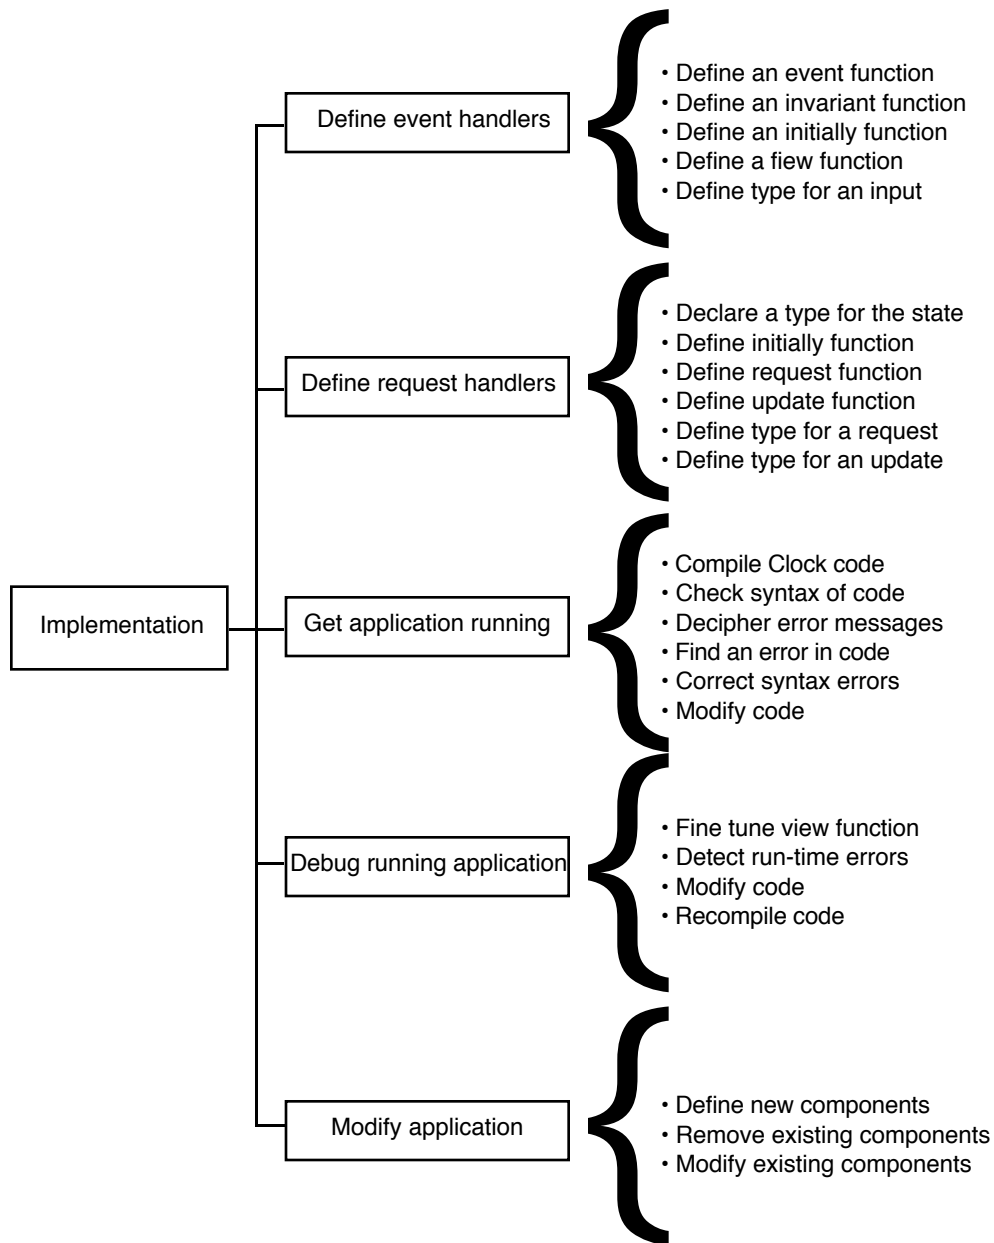 Implementation
Define event handlers
• Define an event function
• Define an invariant function
• Define an initially function
• Define a fiew function
• Define type for an input
Define request handlers
• Declare a type for the state
• Define initially function
• Define request function
• Define update function
• Define type for a request
• Define type for an update
Get application running
• Compile Clock code
• Check syntax of code
• Decipher error messages
• Find an error in code
• Correct syntax errors
• Modify code
Debug running application
• Fine tune view function
• Detect run-time errors
• Modify code
• Recompile code
Modify application
• Define new components
• Remove existing components
• Modify existing components